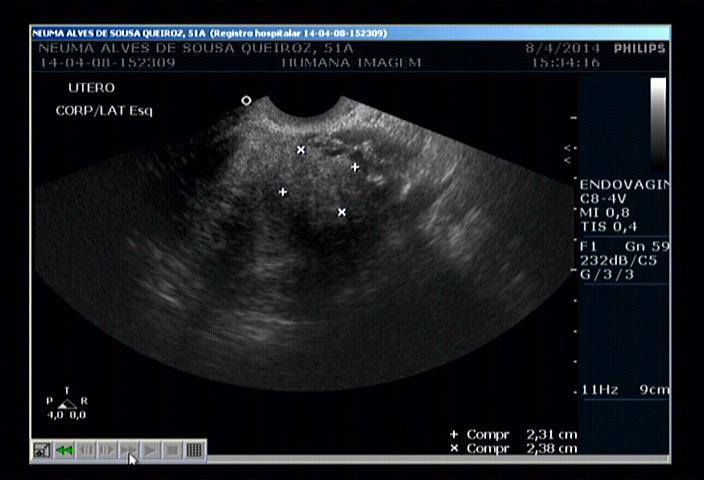 NEUMA ALVES DE SOUSA QUEIROZ, 51A (Registro hospitalar 14-04-08-152309)
NEUMA ALVES DE SOUSA QUEIROZ, 51A 8/4/2014 PHILIPS
14-04-08-152309 HUMANA IMAGEM 15:34:16
UTERO
CORP/LAT Esq
ENDOVAGIN
C8-4V
MI 0,8
TIS 0,4
F1 Gn 59
232dB/C5
G/3/3
T
P R
4,0 8,0
11Hz 9cm
+ Compr 2,31 cm
× Compr 2,38 cm